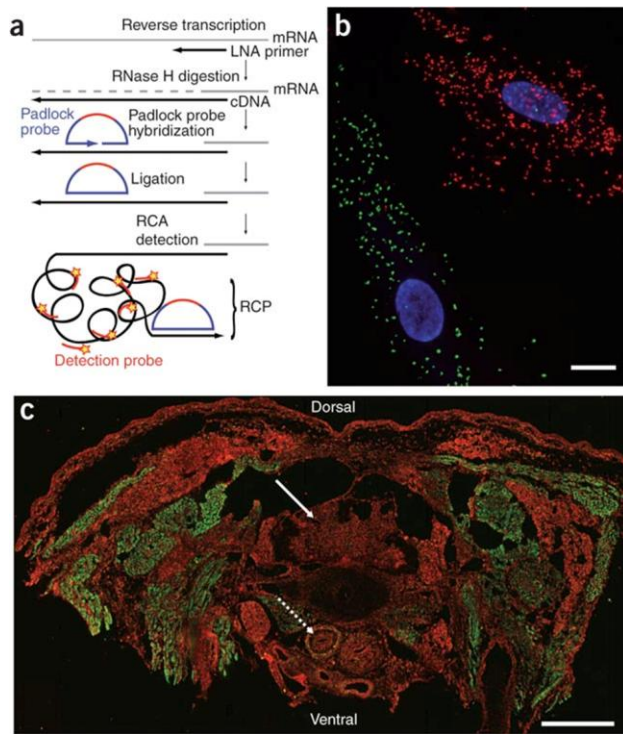 a
Reverse transcription
mRNA
LNA primer
RNase H digestion
mRNA
cDNA
Padlock probe
Padlock probe hybridization
Ligation
RCA detection
RCP
Detection probe
b
c
Dorsal
Ventral